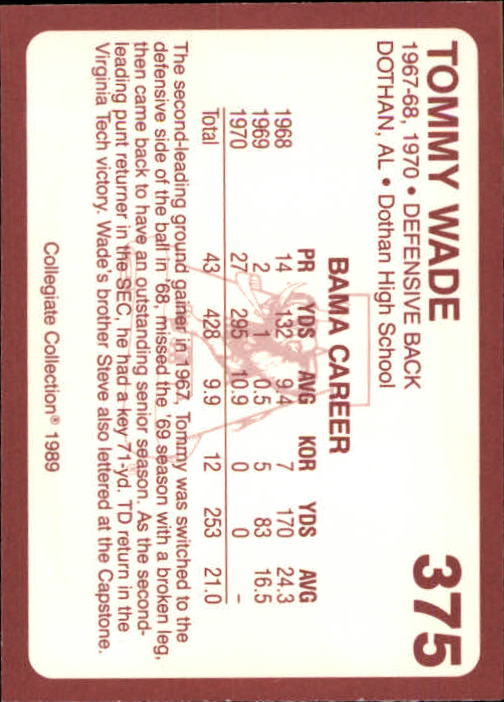 TOMMY WADE 375
1967-68, 1970 • DEFENSIVE BACK
DOTHAN, AL • Dothan High School
BAMA CAREER
PR YDS AVG KOR YDS AVG
1968 14 132 9.4 7 170 24.3
1969 2 1 0.5 5 83 16.5
1970 27 295 10.9 0 0 -
Total 43 428 9.9 12 253 21.0
The second-leading ground gainer in 1967, Tommy was switched to the
defensive side of the ball in '68, missed the '69 season with a broken leg,
then came back to have an outstanding senior season. As the second-
leading punt returner in the SEC, he had a key 71-yd. TD return in the
Virginia Tech victory. Wade's brother Steve also lettered at the Capstone.
Collegiate Collection® 1989